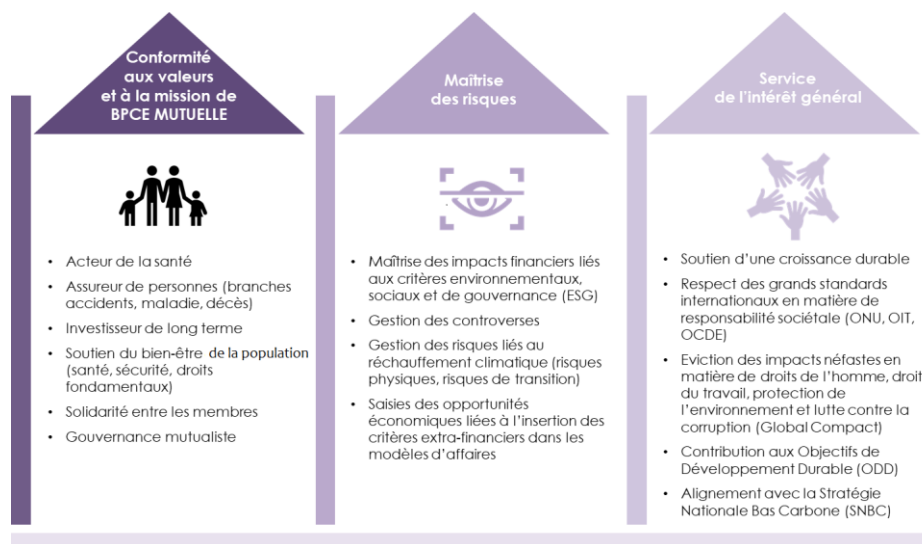 Conformité
aux valeurs
et à la mission de
BPCE MUTUELLE
• Acteur de la santé
• Assureur de personnes (branches
accidents, maladie, décès)
• Investisseur de long terme
• Soutien du bien-être de la population
(santé, sécurité, droits
fondamentaux)
• Solidarité entre les membres
• Gouvernance mutualiste
Maîtrise
des risques
• Maîtrise des impacts financiers liés
aux critères environnementaux,
sociaux et de gouvernance (ESG)
• Gestion des controverses
• Gestion des risques liés au
réchauffement climatique (risques
physiques, risques de transition)
• Saisies des opportunités
économiques liées à l'insertion des
critères extra-financiers dans les
modèles d'affaires
Service
de l'intérêt général
• Soutien d'une croissance durable
• Respect des grands standards
internationaux en matière de
responsabilité sociétale (ONU, OIT,
OCDE)
• Eviction des impacts néfastes en
matière de droits de l'homme, droit
du travail, protection de
l'environnement et lutte contre la
corruption (Global Compact)
• Contribution aux Objectifs de
Développement Durable (ODD)
• Alignement avec la Stratégie
Nationale Bas Carbone (SNBC)